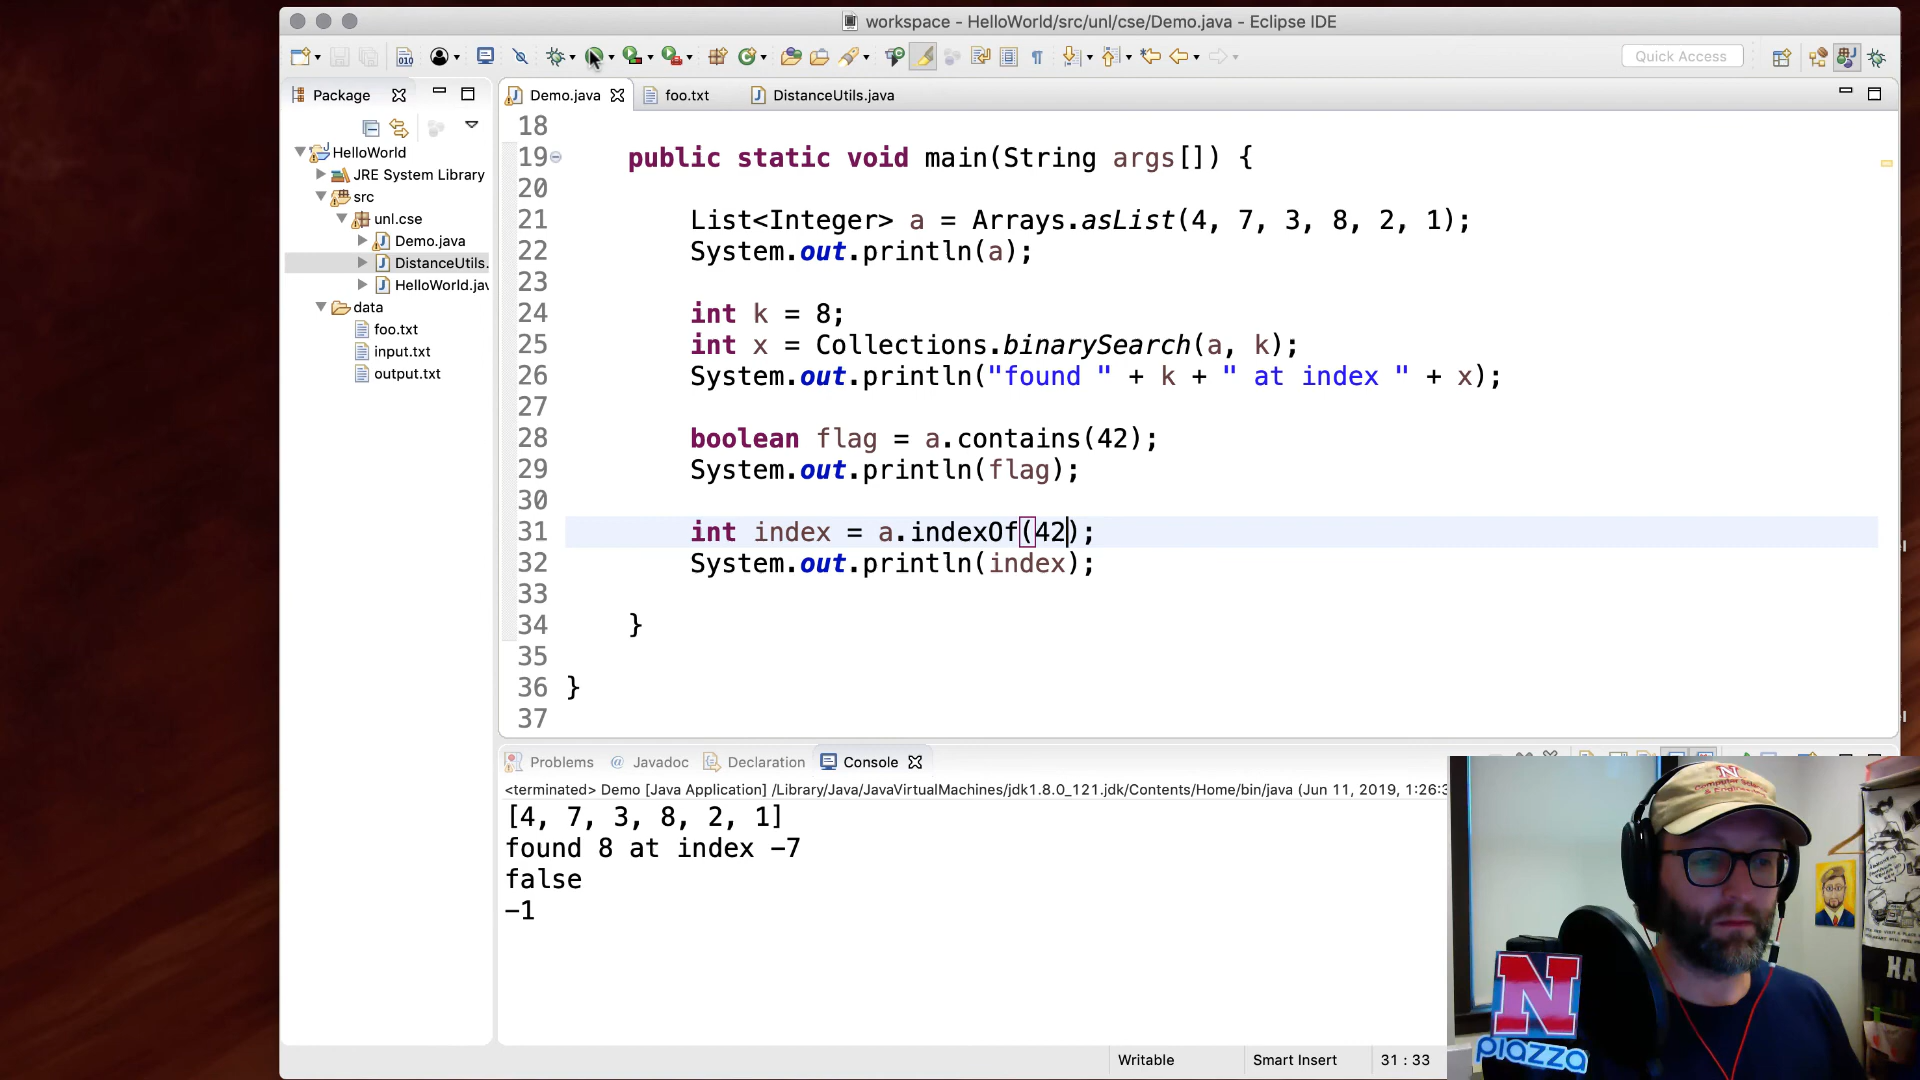 workspace - HelloWorld/src/unl/cse/Demo.java - Eclipse IDE
Quick Access
Package
Demo.java
foo.txt
DistanceUtils.java
HelloWorld
JRE System Library
src
unl.cse
Demo.java
DistanceUtils.
HelloWorld.jav
data
foo.txt
input.txt
output.txt
18
19 public static void main(String args[]) {
20
21 List<Integer> a = Arrays.asList(4, 7, 3, 8, 2, 1);
22 System.out.println(a);
23
24 int k = 8;
25 int x = Collections.binarySearch(a, k);
26 System.out.println("found " + k + " at index " + x);
27
28 boolean flag = a.contains(42);
29 System.out.println(flag);
30
31 int index = a.indexOf(42);
32 System.out.println(index);
33
34 }
35
36 }
37
Problems @ Javadoc Declaration Console
<terminated> Demo [Java Application] /Library/Java/JavaVirtualMachines/jdk1.8.0_121.jdk/Contents/Home/bin/java (Jun 11, 2019, 1:26:3
[4, 7, 3, 8, 2, 1]
found 8 at index -7
false
-1
Writable
Smart Insert
31 : 33
N
Computer Science
& Engineering
N
piazza
HA